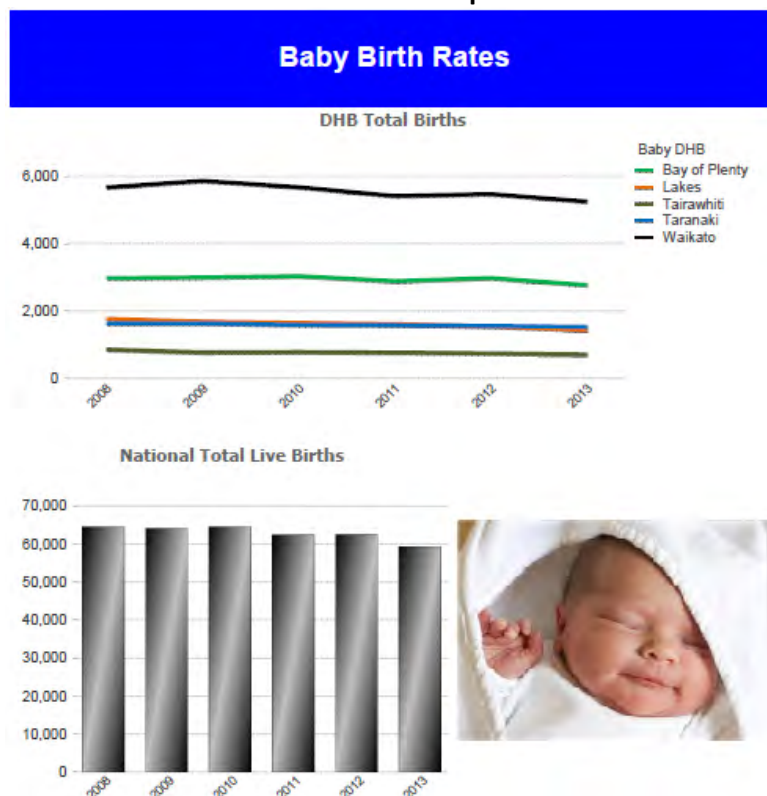 Baby Birth Rates
DHB Total Births
Baby DHB
Bay of Plenty
Lakes
Tairawhiti
Taranaki
Waikato
6,000
4,000
2,000
0
2008 2009 2010 2011 2012 2013
National Total Live Births
70,000
60,000
50,000
40,000
30,000
20,000
10,000
0
2008 2009 2010 2011 2012 2013